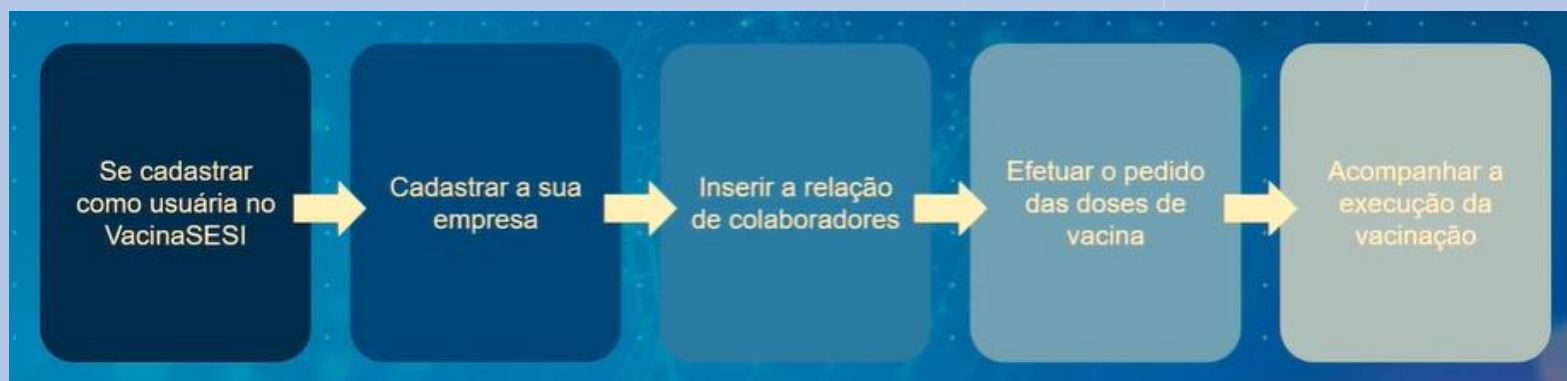 Se cadastrar
como usuária no
VacinaSESI
Cadastrar a sua
empresa
Inserir a relação
de colaboradores
Efetuar o pedido
das doses de
vacina
Acompanhar a
execução da
vacinação